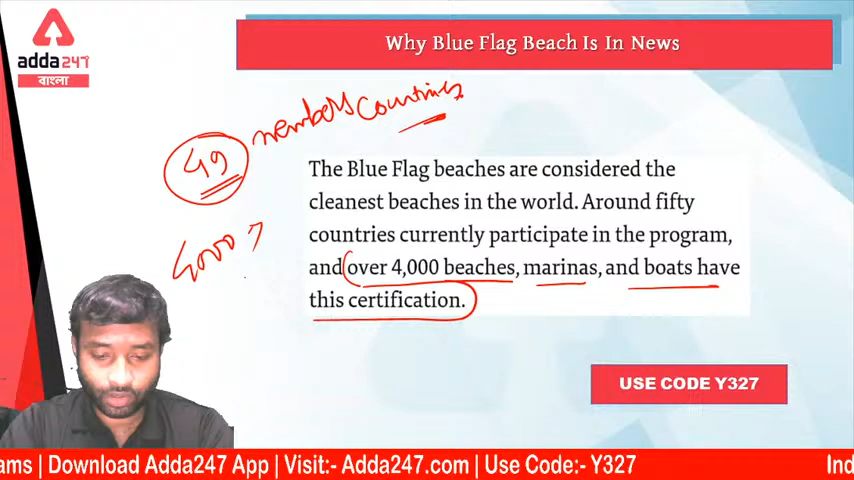 adda247
বাংলা
Why Blue Flag Beach Is In News
49 members Countries
The Blue Flag beaches are considered the
cleanest beaches in the world. Around fifty
countries currently participate in the program,
and over 4,000 beaches, marinas, and boats have
this certification.
USE CODE Y327
ams | Download Adda247 App | Visit:- Adda247.com | Use Code:- Y327
Ind